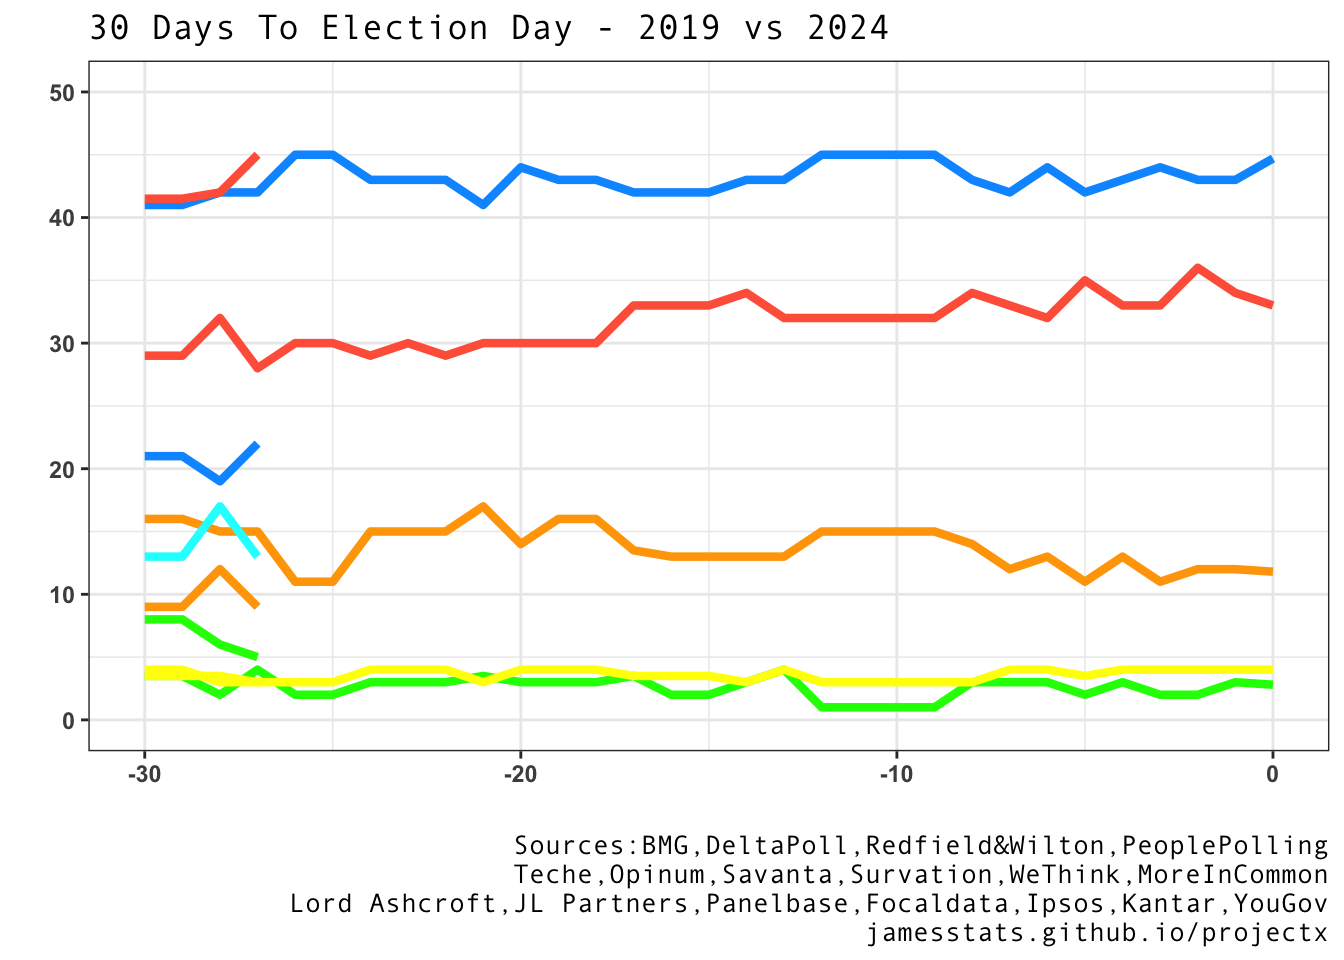 30 Days To Election Day - 2019 vs 2024
50
40
30
20
10
0
-30
-20
-10
0
Sources:BMG,DeltaPoll,Redfield&Wilton,PeoplePolling
Teche,Opinum,Savanta,Survation,WeThink,MoreInCommon
Lord Ashcroft,JL Partners,Panelbase,Focaldata,Ipsos,Kantar,YouGov
jamesstats.github.io/projectx